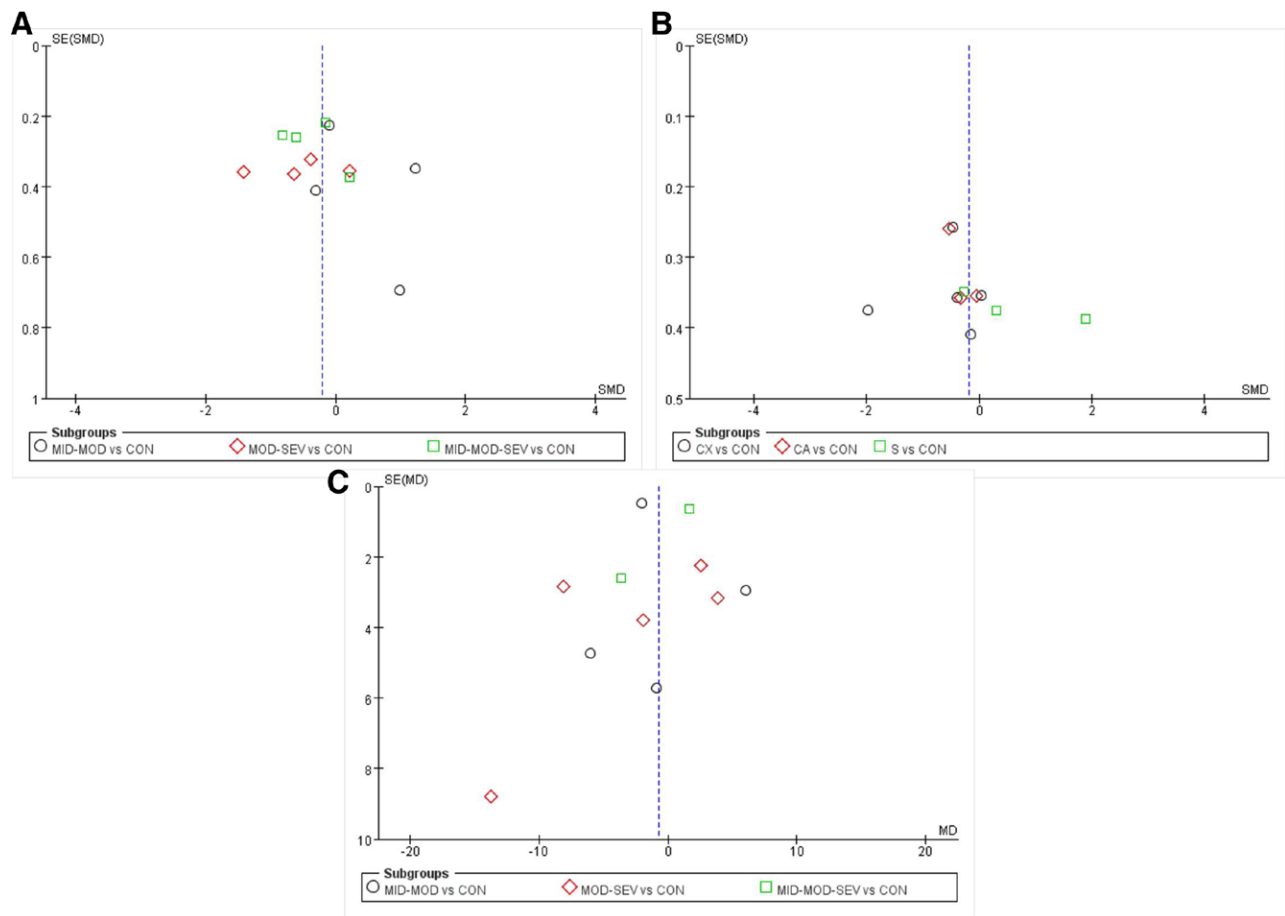 A
SE(SMD)
0
0.2
0.4
0.6
0.8
1
-4
-2
0
2
4
SMD
Subgroups
MID-MOD vs CON
MOD-SEV vs CON
MID-MOD-SEV vs CON
B
SE(SMD)
0
0.1
0.2
0.3
0.4
0.5
-4
-2
0
2
4
SMD
Subgroups
CX vs CON
CA vs CON
S vs CON
C
SE(MD)
0
2
4
6
8
10
-20
-10
0
10
20
MD
Subgroups
MID-MOD vs CON
MOD-SEV vs CON
MID-MOD-SEV vs CON